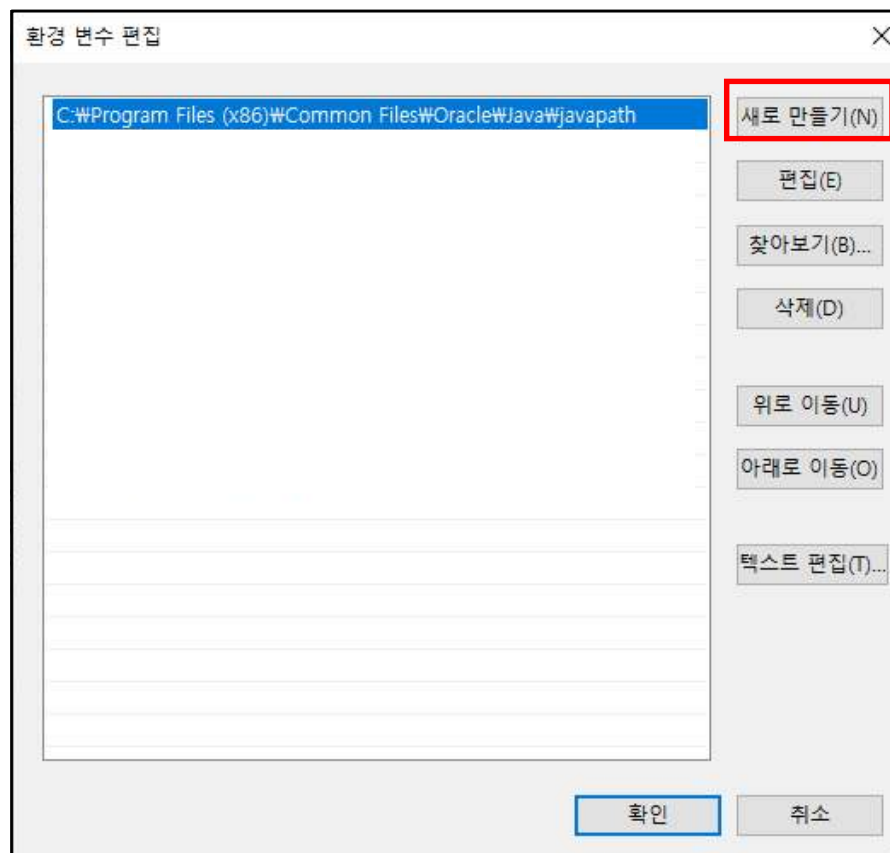 환경 변수 편집
C:₩Program Files (x86)₩Common Files₩Oracle₩Java₩javapath
새로 만들기(N)
편집(E)
찾아보기(B)...
삭제(D)
위로 이동(U)
아래로 이동(O)
텍스트 편집(T)...
확인
취소